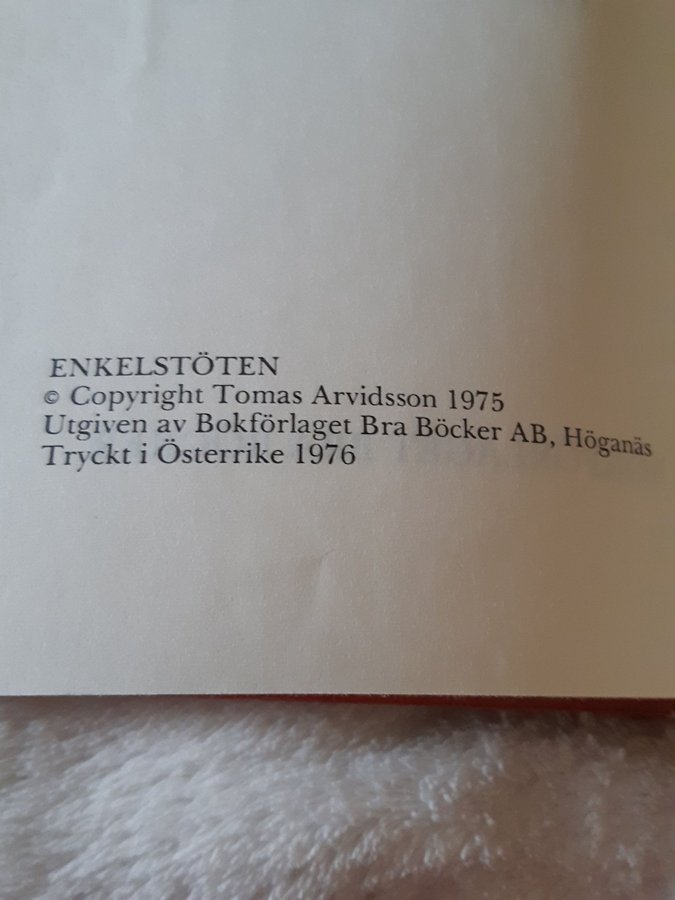 ENKELSTÖTEN
© Copyright Tomas Arvidsson 1975
Utgiven av Bokförlaget Bra Böcker AB, Höganäs
Tryckt i Österrike 1976